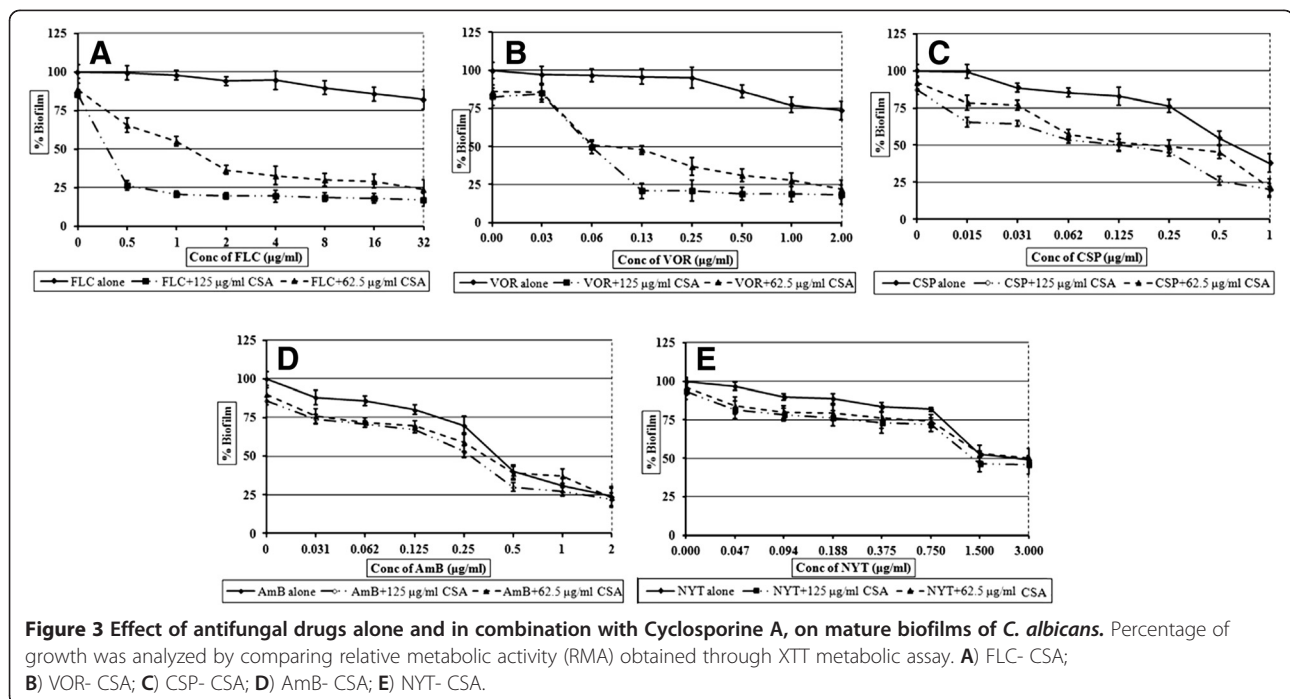 A
125
100
75
50
25
0
% Biofilm
0 0.5 1 2 4 8 16 32
Conc of FLC (µg/ml)
FLC alone FLC+125 µg/ml CSA FLC+62.5 µg/ml CSA
B
125
100
75
50
25
0
% Biofilm
0.00 0.03 0.06 0.13 0.25 0.50 1.00 2.00
Conc of VOR (µg/ml)
VOR alone VOR+125 µg/ml CSA VOR+62.5 µg/ml CSA
C
125
100
75
50
25
0
% Biofilm
0 0.015 0.031 0.062 0.125 0.25 0.5 1
Conc of CSP (µg/ml)
CSP alone CSP+125 µg/ml CSA CSP+62.5 µg/ml CSA
D
125
100
75
50
25
0
% Biofilm
0 0.031 0.062 0.125 0.25 0.5 1 2
Conc of AmB (µg/ml)
AmB alone AmB+125 µg/ml CSA AmB+62.5 µg/ml CSA
E
125
100
75
50
25
0
% Biofilm
0.000 0.047 0.094 0.188 0.375 0.750 1.500 3.000
Conc of NYT (µg/ml)
NYT alone NYT+125 µg/ml CSA NYT+62.5 µg/ml CSA
Figure 3 Effect of antifungal drugs alone and in combination with Cyclosporine A, on mature biofilms of C. albicans. Percentage of
growth was analyzed by comparing relative metabolic activity (RMA) obtained through XTT metabolic assay. A) FLC- CSA;
B) VOR- CSA; C) CSP- CSA; D) AmB- CSA; E) NYT- CSA.